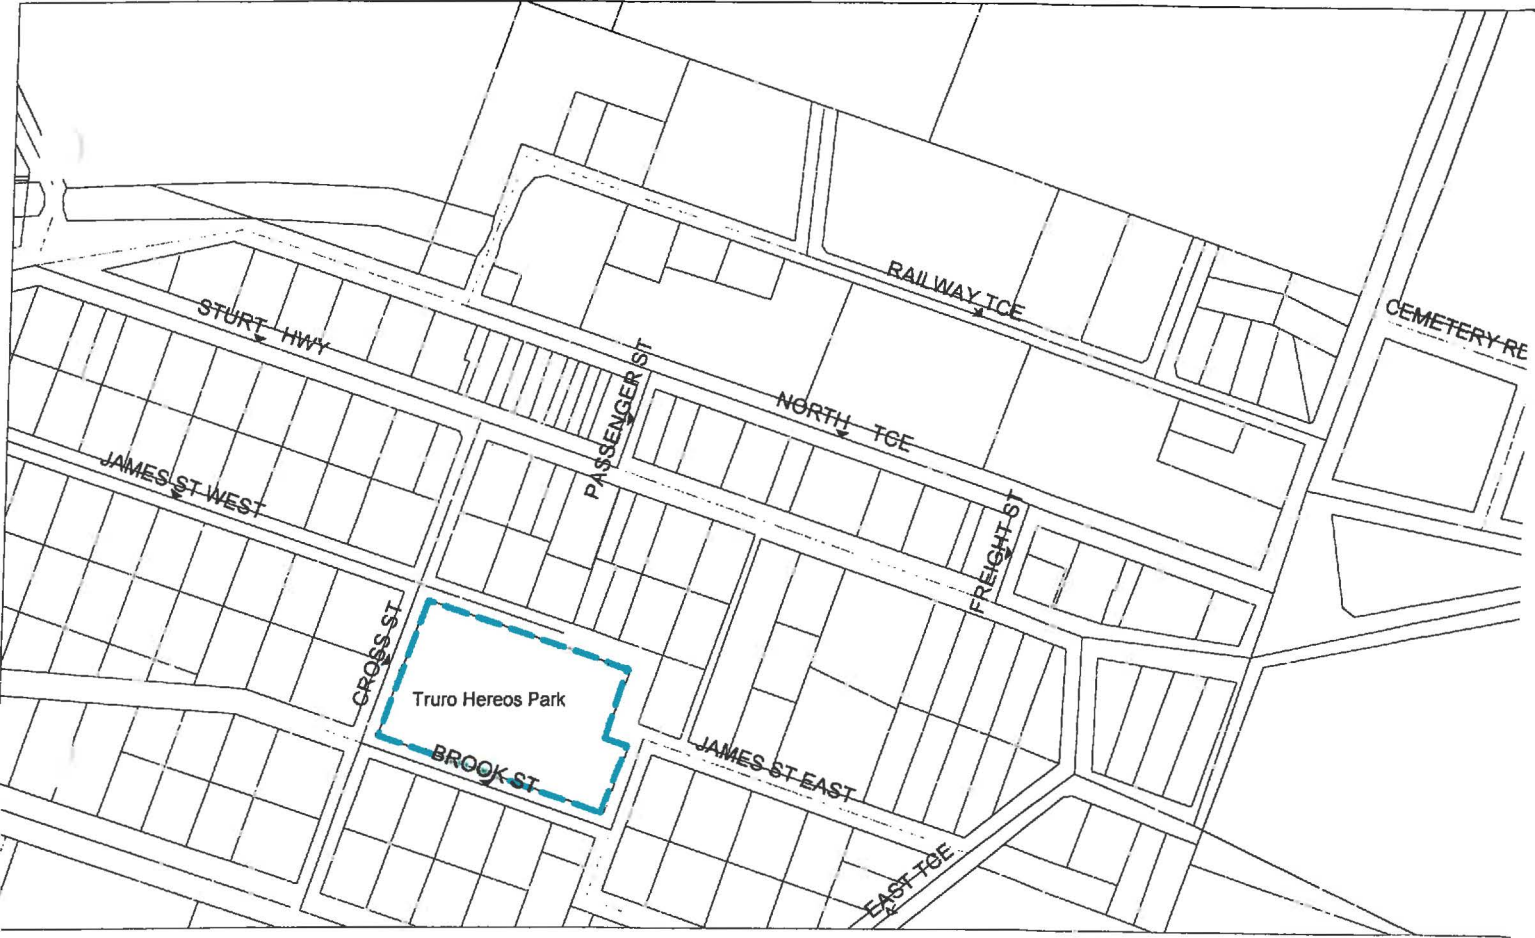 RAILWAY TCE
CEMETERY RD
STURT HWY
PASSENGER ST
NORTH TCE
JAMES ST WEST
FREIGHT ST
CROSS ST
Truro Hereos Park
BROOK ST
JAMES ST EAST
EAST TCE